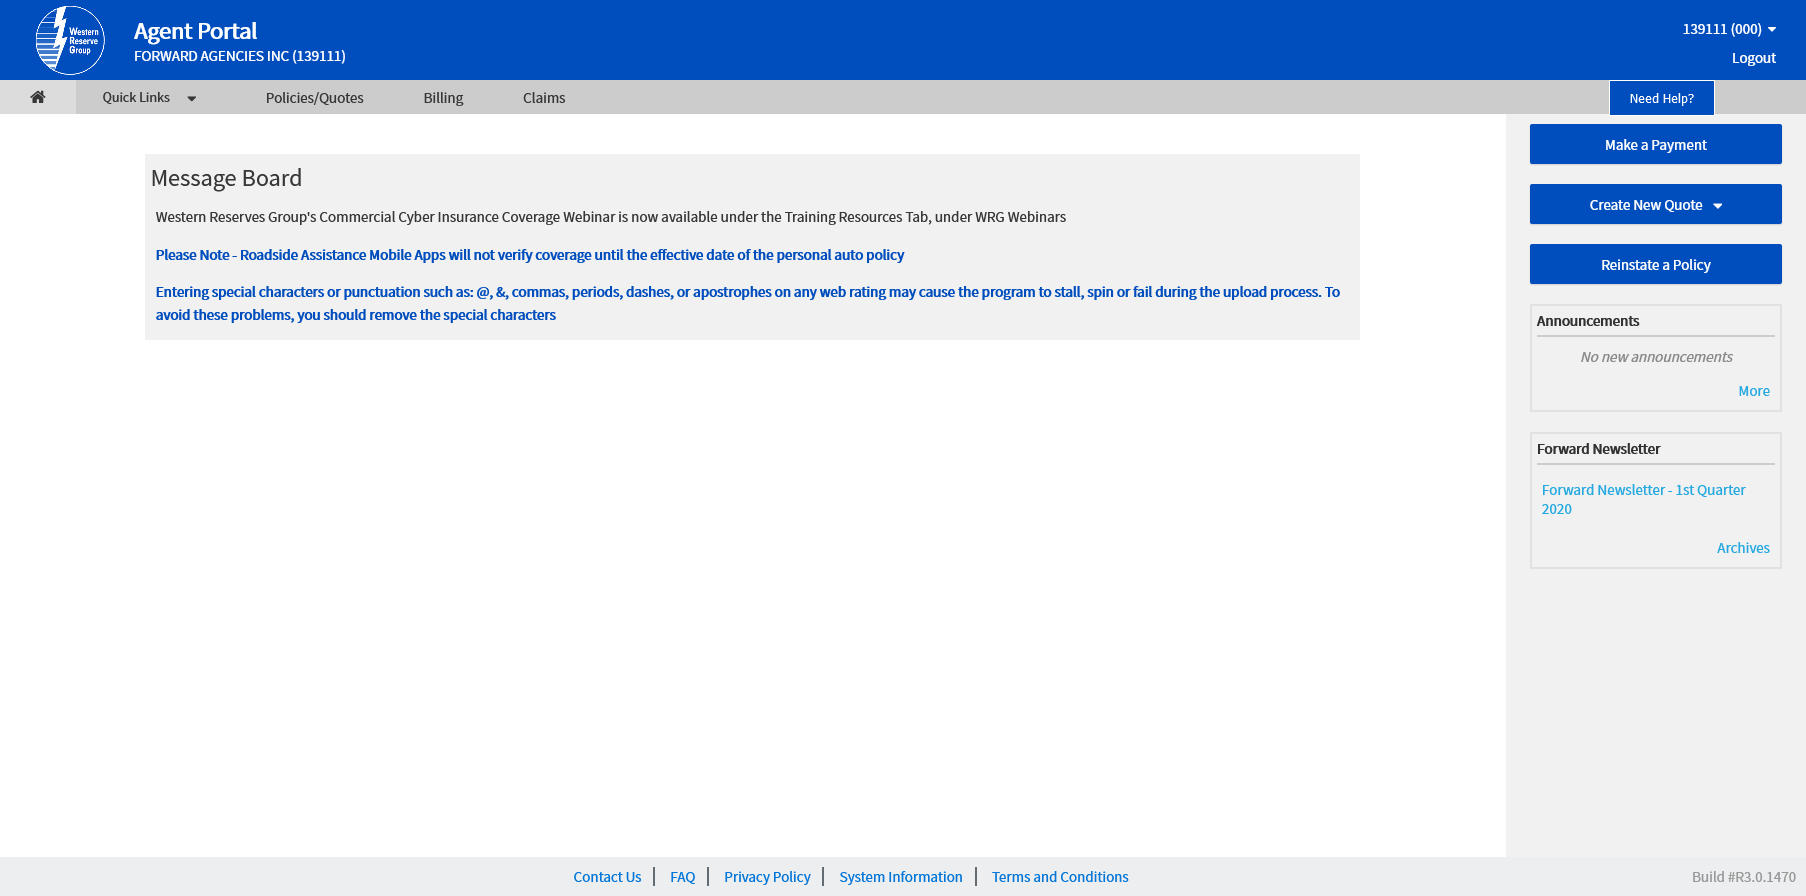 Western
Reserve
Group
Agent Portal
FORWARD AGENCIES INC (139111)
139111 (000)
Logout
Quick Links
Policies/Quotes
Billing
Claims
Need Help?
Message Board
Western Reserves Group's Commercial Cyber Insurance Coverage Webinar is now available under the Training Resources Tab, under WRG Webinars
Please Note - Roadside Assistance Mobile Apps will not verify coverage until the effective date of the personal auto policy
Entering special characters or punctuation such as: @, &, commas, periods, dashes, or apostrophes on any web rating may cause the program to stall, spin or fail during the upload process. To
avoid these problems, you should remove the special characters
Make a Payment
Create New Quote
Reinstate a Policy
Announcements
No new announcements
More
Forward Newsletter
Forward Newsletter - 1st Quarter
2020
Archives
Contact Us
FAQ
Privacy Policy
System Information
Terms and Conditions
Build #R3.0.1470